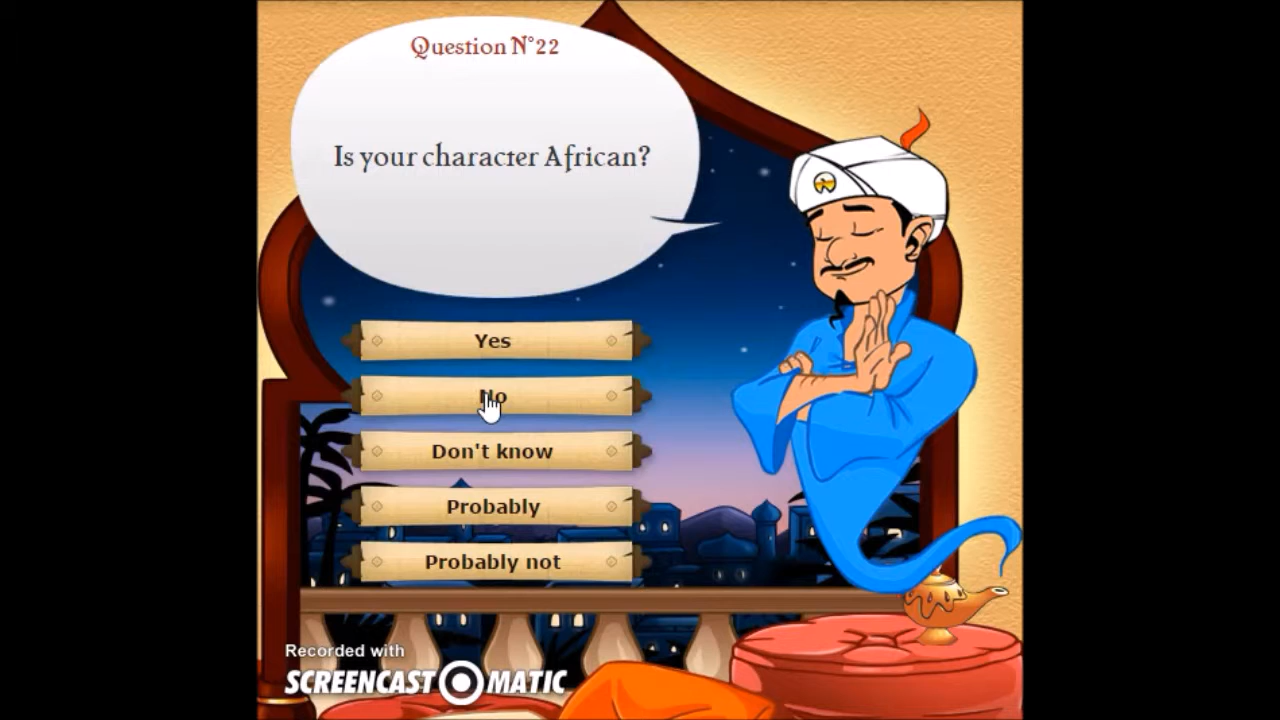 Question N°22
Is your character African?
Yes
No
Don't know
Probably
Probably not
Recorded with
SCREENCAST MATIC